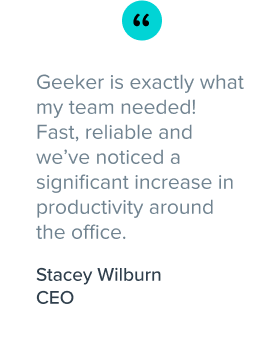 “
Geeker is exactly what
my team needed!
Fast, reliable and
we’ve noticed a
significant increase in
productivity around
the office.
Stacey Wilburn
CEO